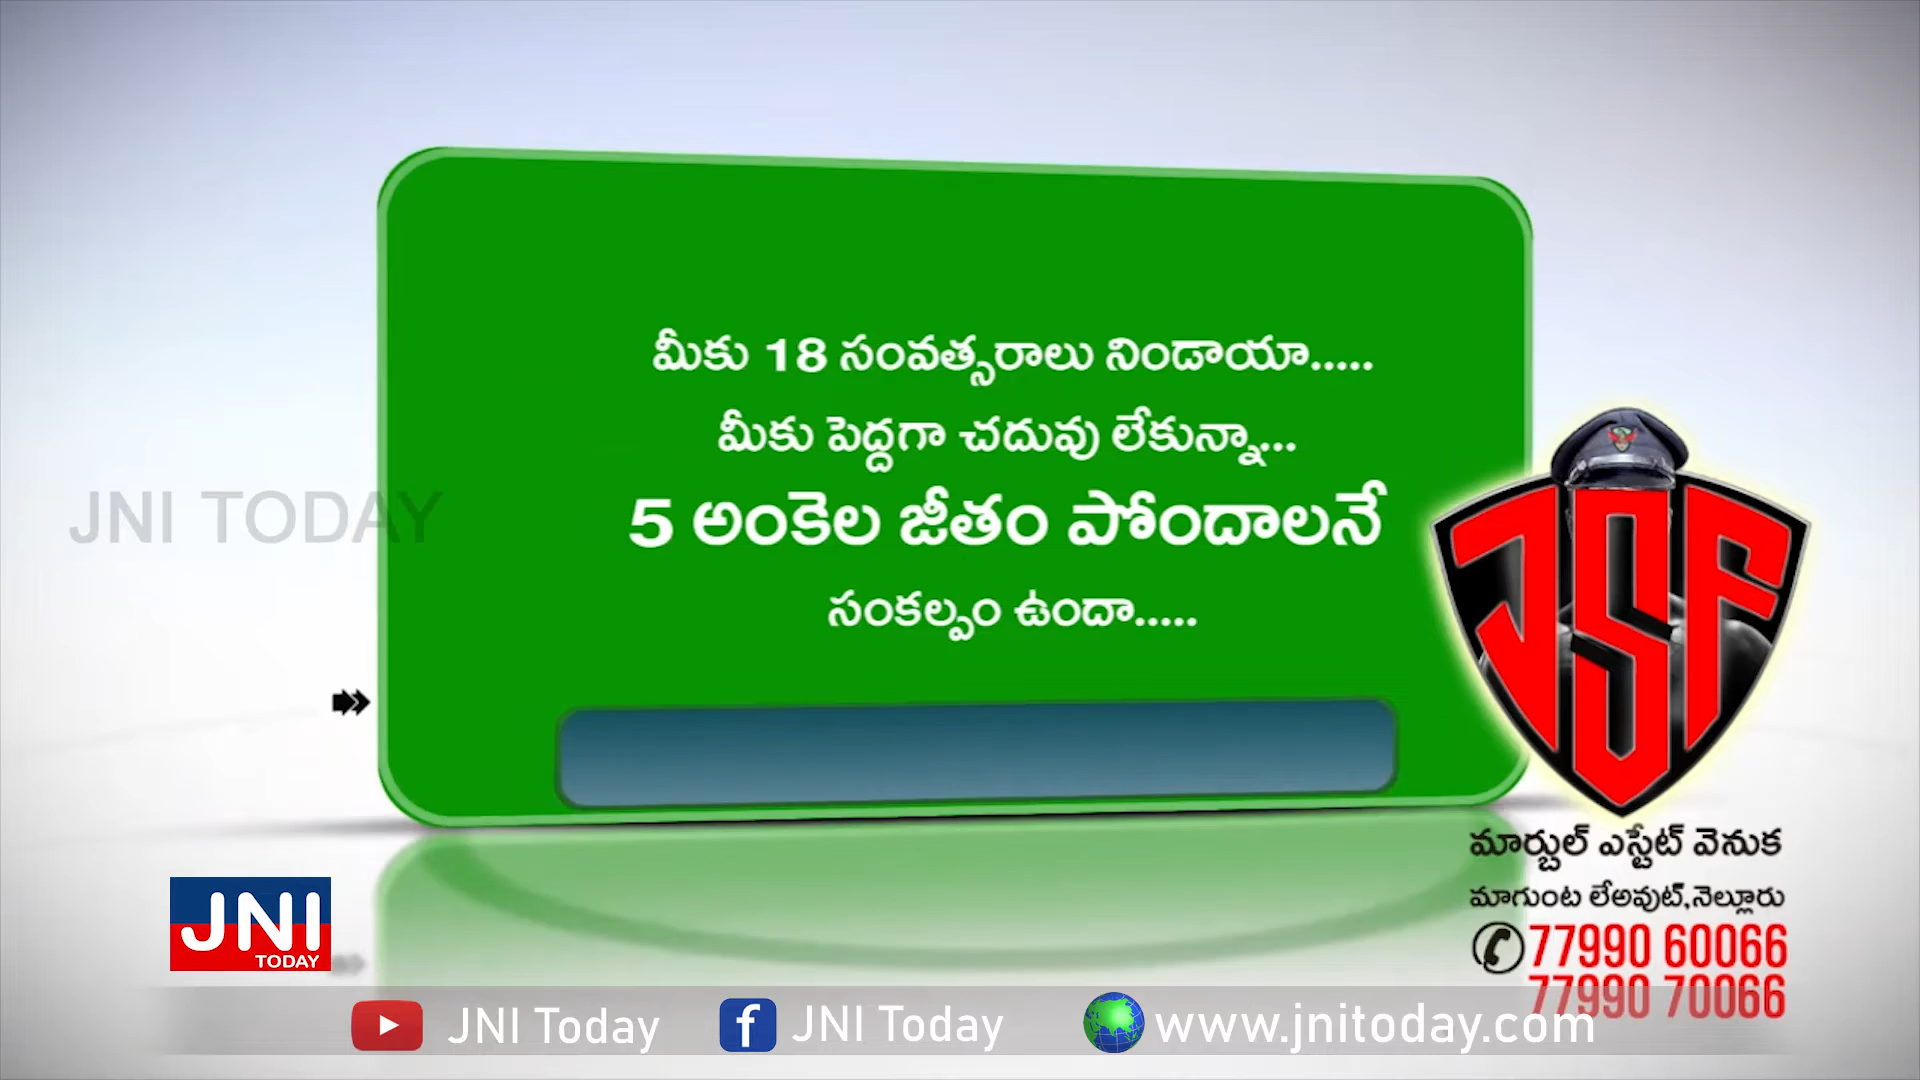 మీకు 18 సంవత్సరాలు నిండాయా.....
మీకు పెద్దగా చదువు లేకున్నా...
5 అంకెల జీతం పోందాలనే
సంకల్పం ఉందా.....
JNI TODAY
JSF
మార్బుల్ ఎస్టేట్ వెనుక
మాగుంట లేఅవుట్,నెల్లూరు
77990 60066
77990 70066
JNI
TODAY
JNI Today
JNI Today
www.jnitoday.com